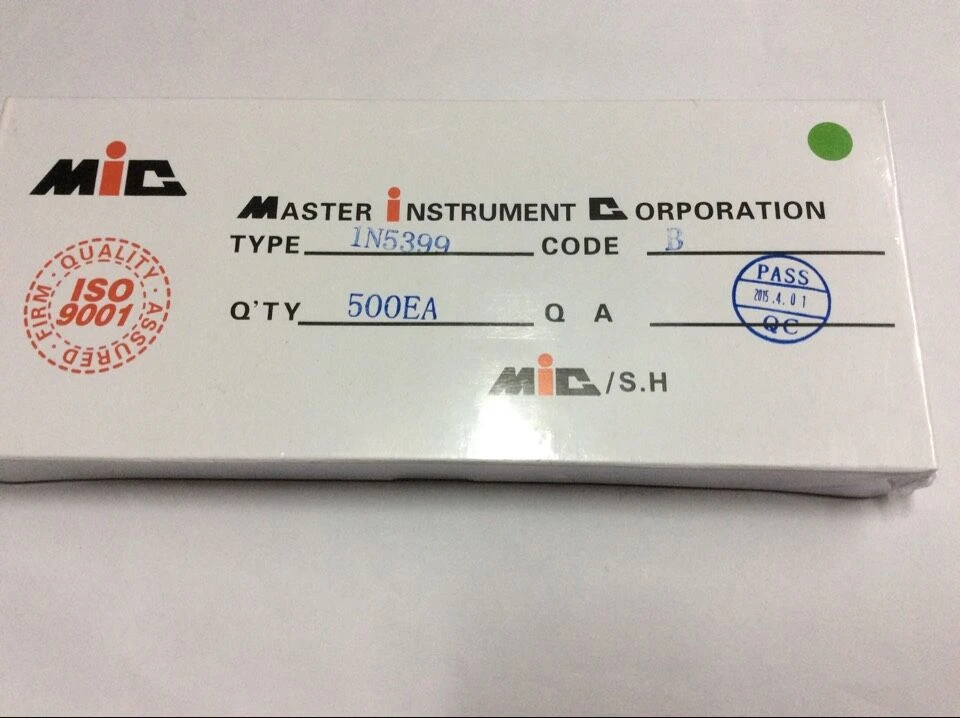 MiC
MASTER iNSTRUMENT CORPORATION
TYPE 1N5399 CODE B
QUALITY · ASSURED · FIRM ·
ISO
9001
Q'TY 500EA Q A
PASS
2015.4.01
QC
MiC/S.H